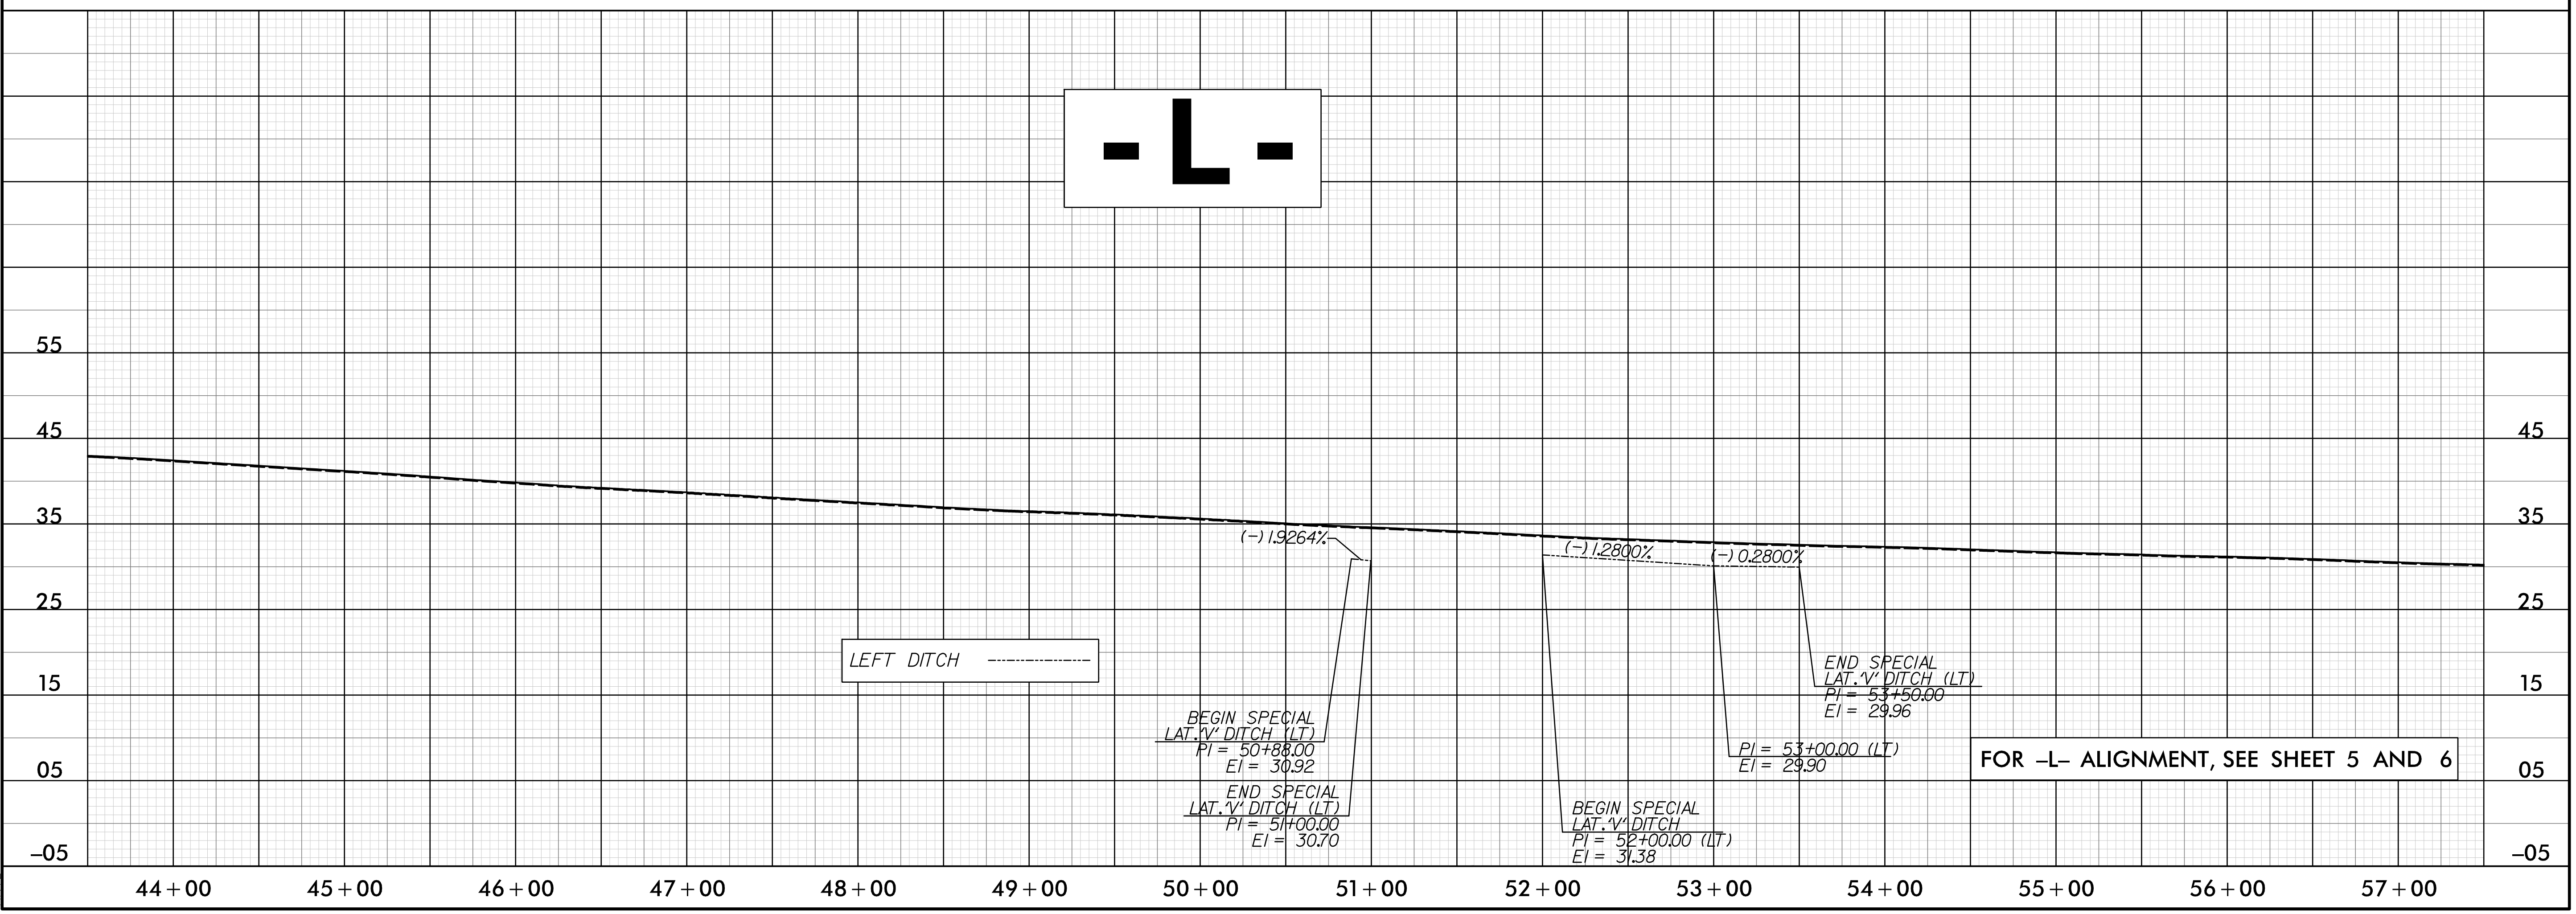 - L -
55
45
45
35
35
(-)1.9264%
(-)1.2800%
(-)0.2800%
25
25
LEFT DITCH
15
15
END SPECIAL
LAT.'V' DITCH (LT)
PI = 53+50.00
EI = 29.96
BEGIN SPECIAL
LAT.'V' DITCH (LT)
PI = 50+88.00
EI = 30.92
PI = 53+00.00 (LT)
EI = 29.90
FOR –L– ALIGNMENT, SEE SHEET 5 AND 6
05
05
END SPECIAL
LAT.'V' DITCH (LT)
PI = 51+00.00
EI = 30.70
BEGIN SPECIAL
LAT.'V' DITCH
PI = 52+00.00 (LT)
EI = 31.38
–05
–05
44+00 45+00 46+00 47+00 48+00 49+00 50+00 51+00 52+00 53+00 54+00 55+00 56+00 57+00